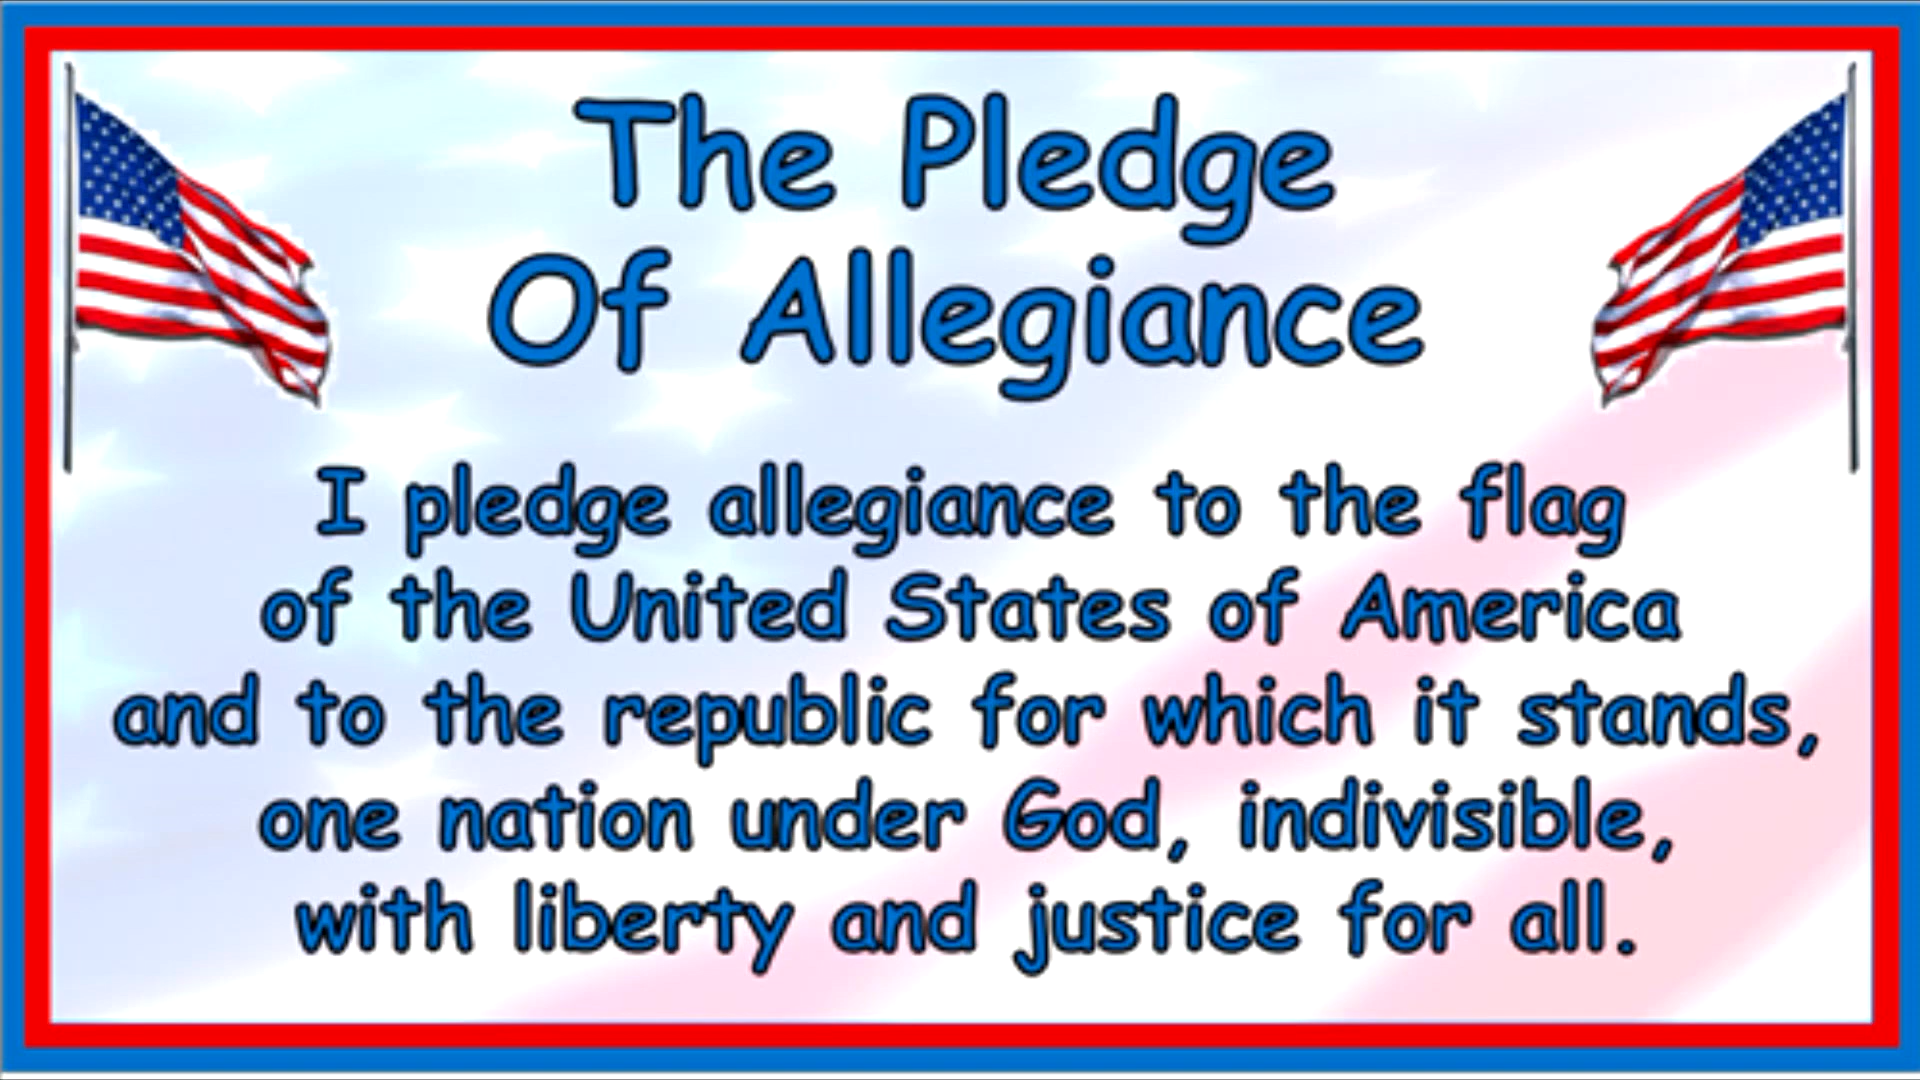 The Pledge
Of Allegiance
I pledge allegiance to the flag
of the United States of America
and to the republic for which it stands,
one nation under God, indivisible,
with liberty and justice for all.